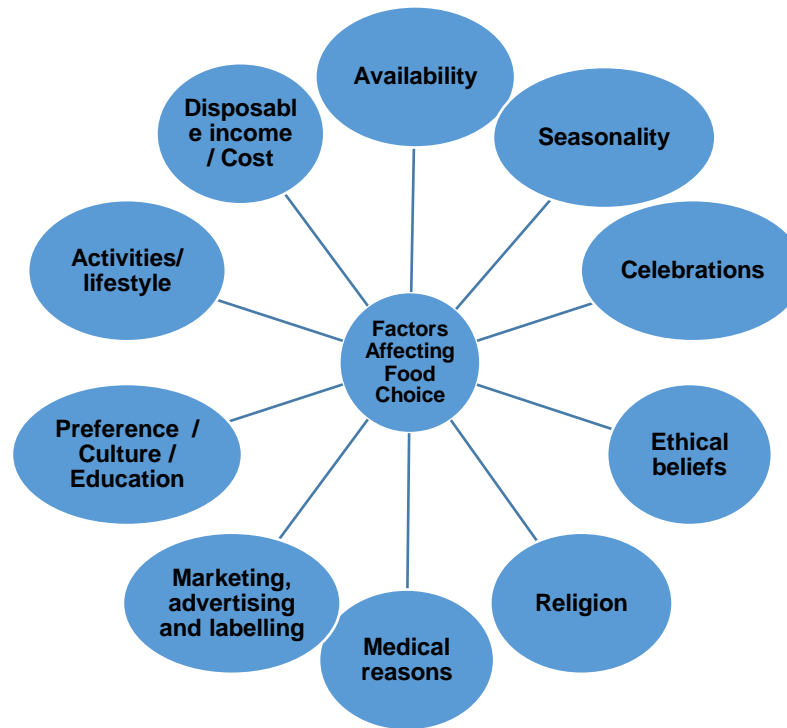 Availability
Seasonality
Celebrations
Ethical
beliefs
Religion
Medical
reasons
Marketing,
advertising
and labelling
Preference /
Culture /
Education
Activities/
lifestyle
Disposabl
e income
/ Cost
Factors
Affecting
Food
Choice